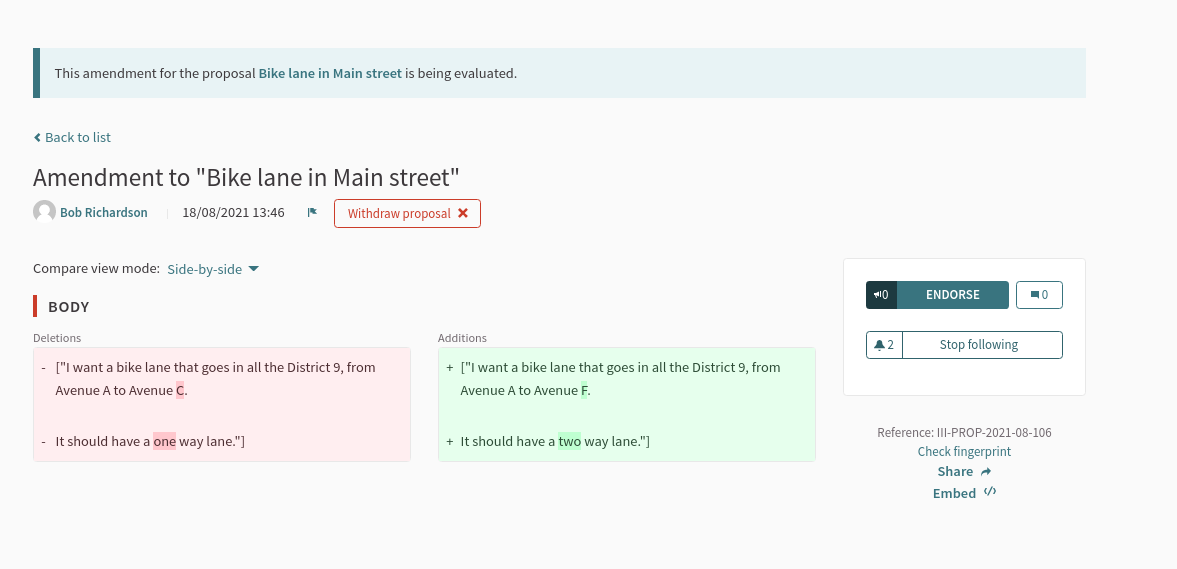 This amendment for the proposal Bike lane in Main street is being evaluated.
Back to list
Amendment to "Bike lane in Main street"
Bob Richardson 18/08/2021 13:46 Withdraw proposal
Compare view mode: Side-by-side
BODY
Deletions
- ["I want a bike lane that goes in all the District 9, from
Avenue A to Avenue C.
- It should have a one way lane."]
Additions
+ ["I want a bike lane that goes in all the District 9, from
Avenue A to Avenue F.
+ It should have a two way lane."]
0 ENDORSE 0
2 Stop following
Reference: III-PROP-2021-08-106
Check fingerprint
Share
Embed